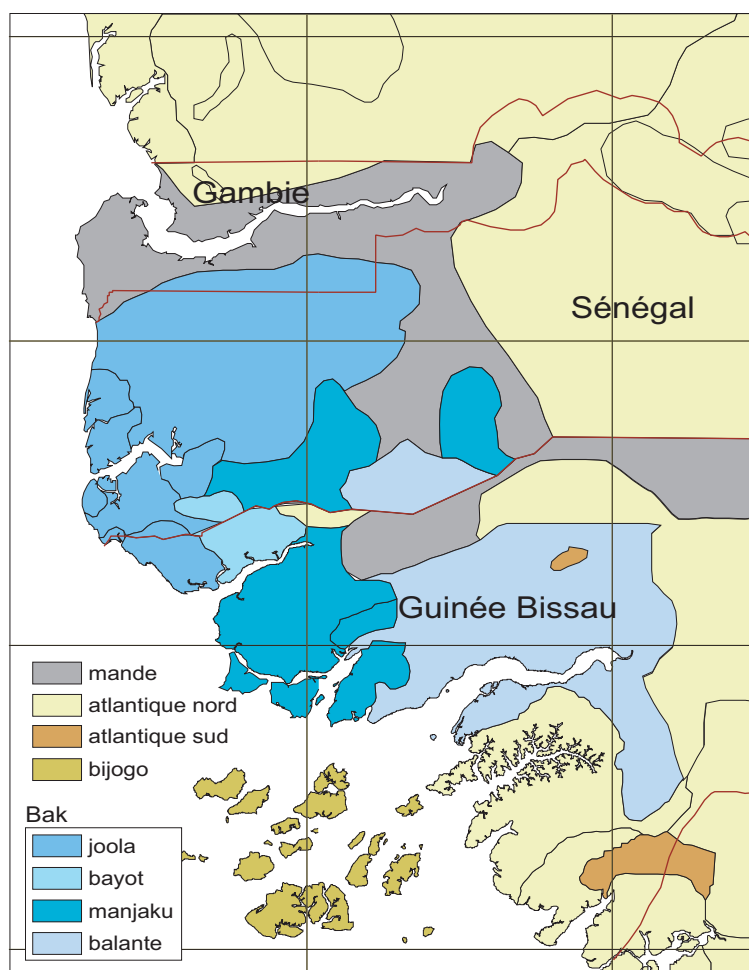 Gambie
Sénégal
Guinée Bissau
mande
atlantique nord
atlantique sud
bijogo
Bak
joola
bayot
manjaku
balante